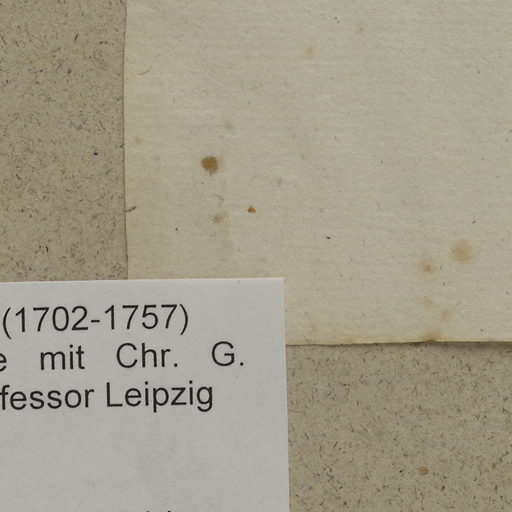 (1702-1757)
e mit Chr. G.
fessor Leipzig